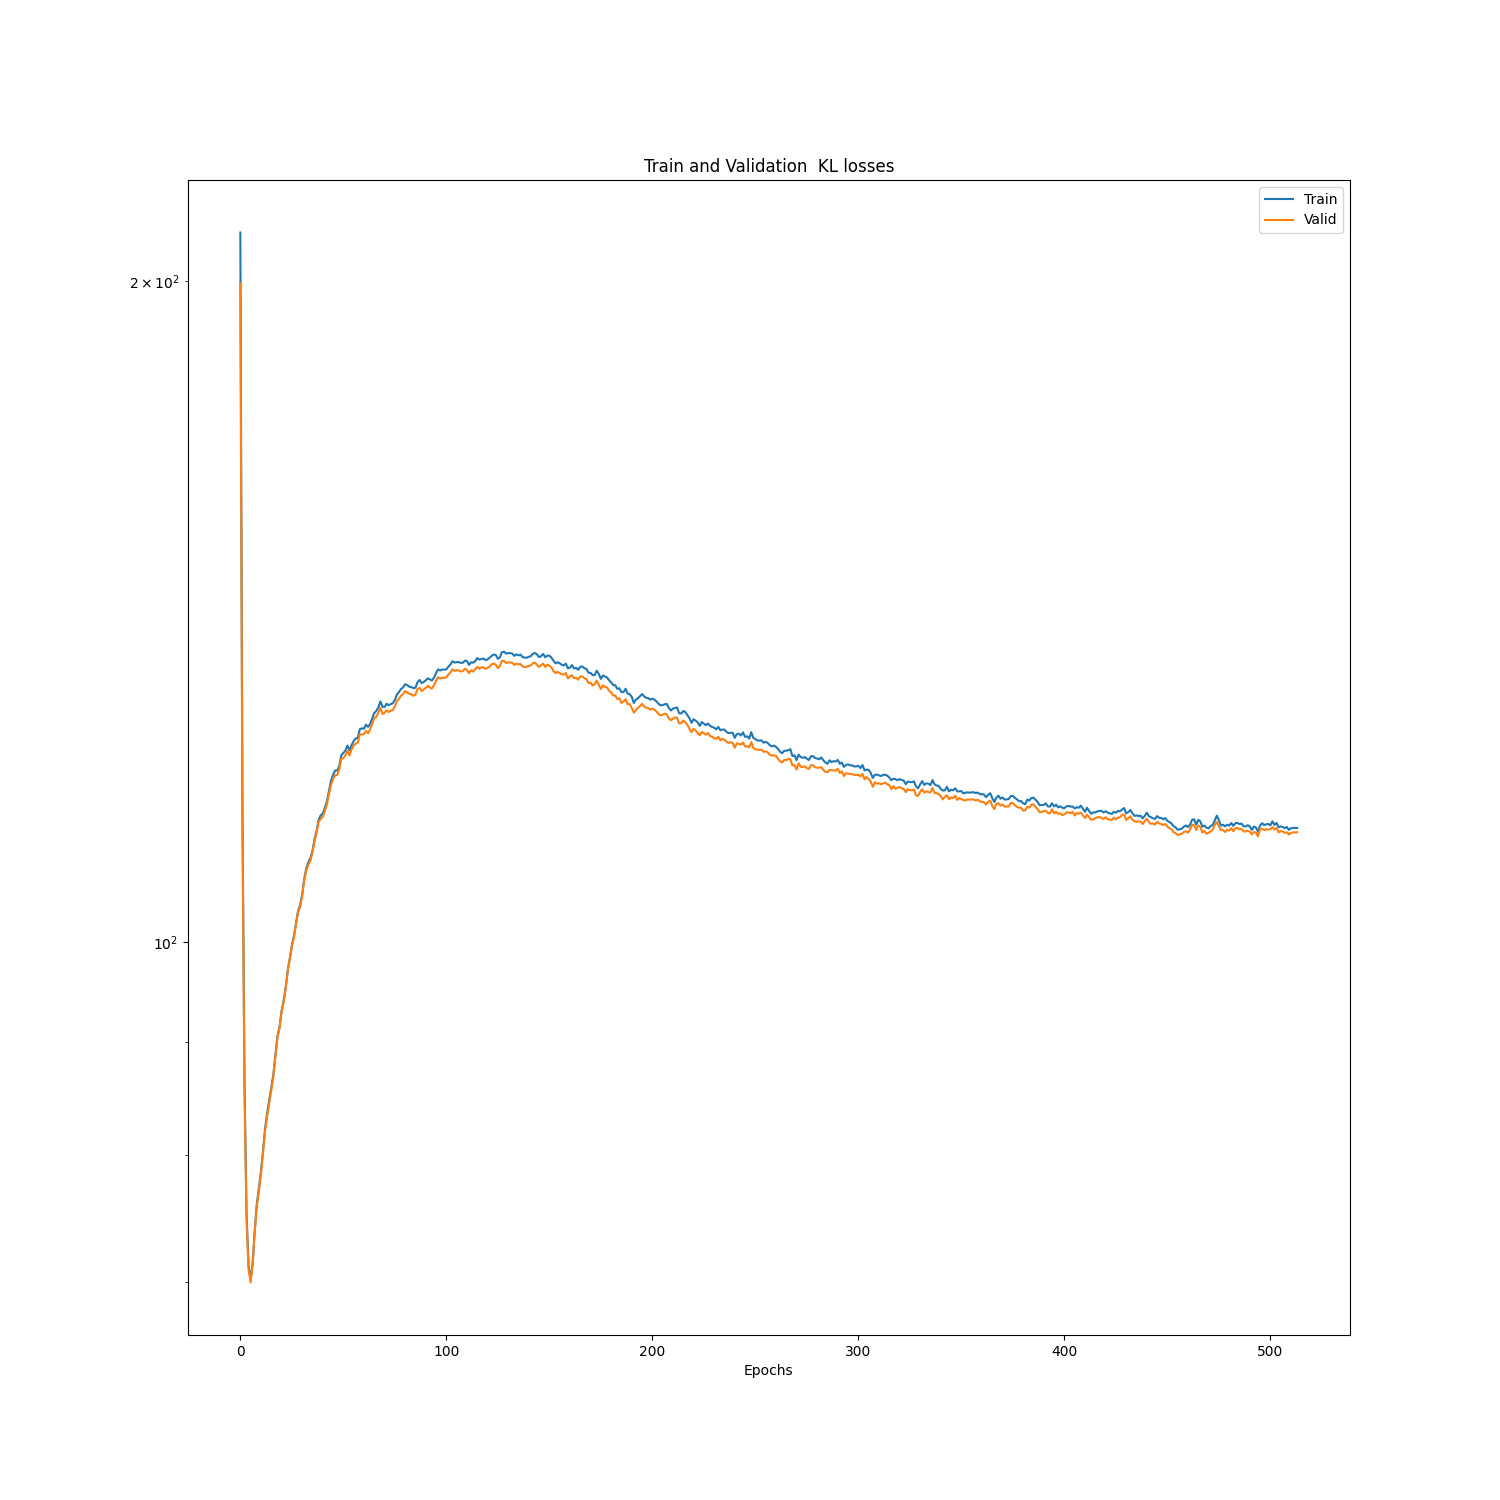 Train and Validation  KL losses
Train
Valid
2 × 10²
10²
0 100 200 300 400 500
Epochs